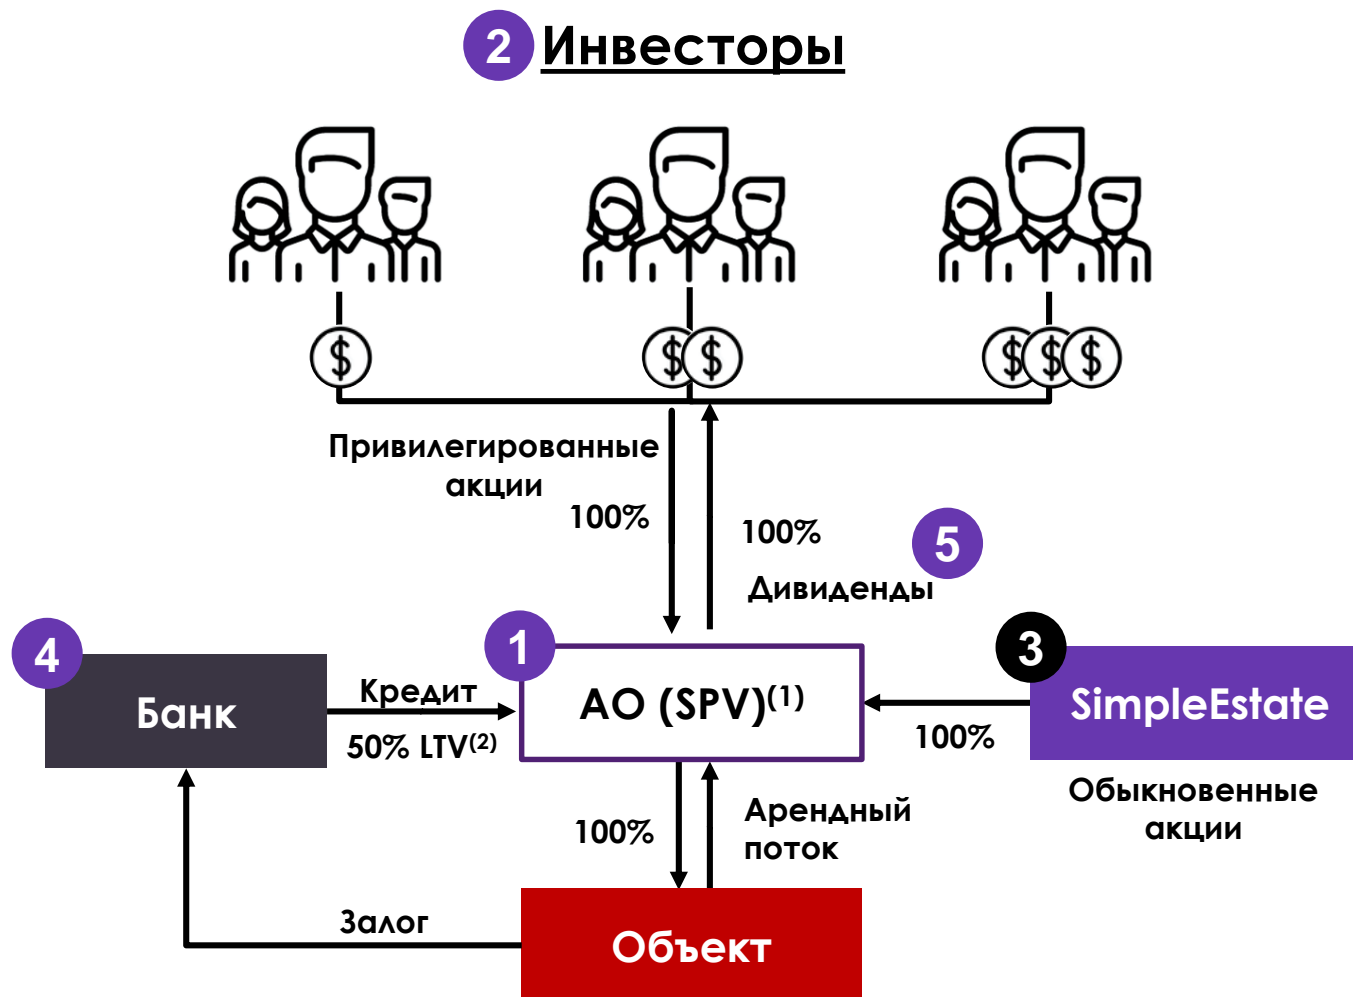 2 Инвесторы
$ $ $ $ $ $
Привилегированные
акции
100%
100%
5
Дивиденды
4
Банк
Кредит
50% LTV(2)
1
АО (SPV)(1)
3
SimpleEstate
100%
Обыкновенные
акции
100%
Арендный
поток
Залог
Объект